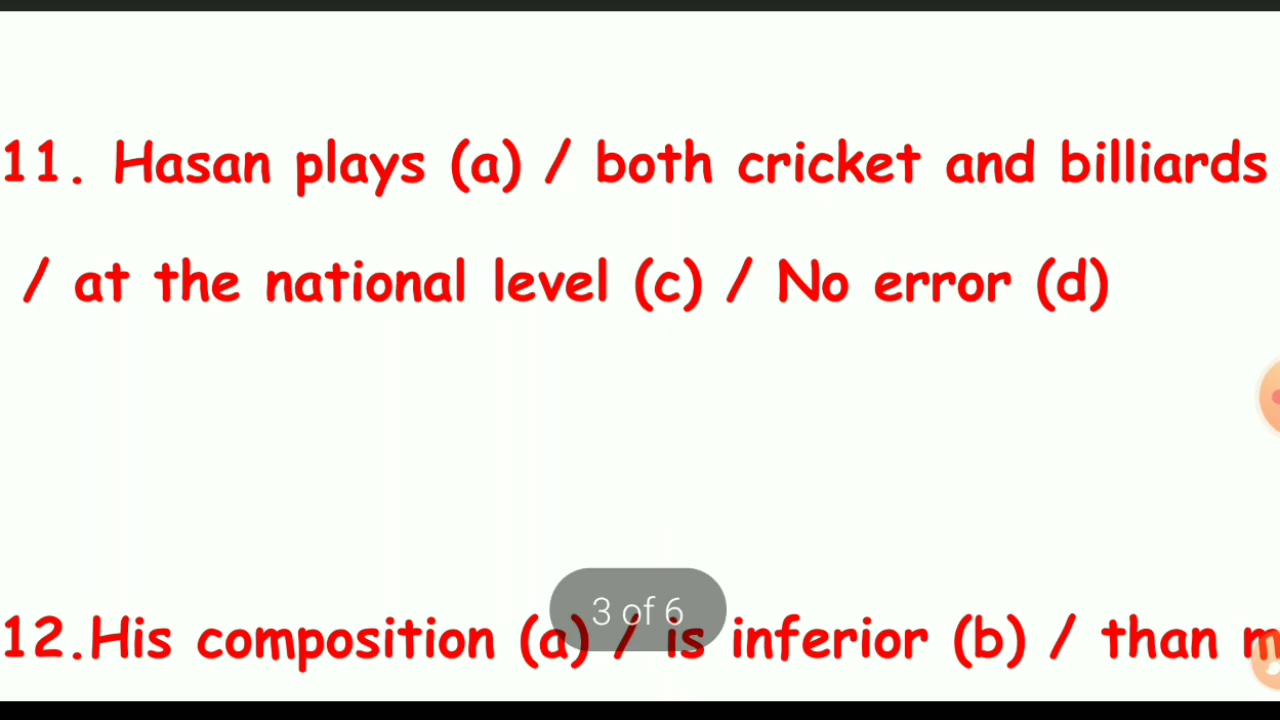 11. Hasan plays (a) / both cricket and billiards
/ at the national level (c) / No error (d)
3 of 6
12.His composition (a) / is inferior (b) / than